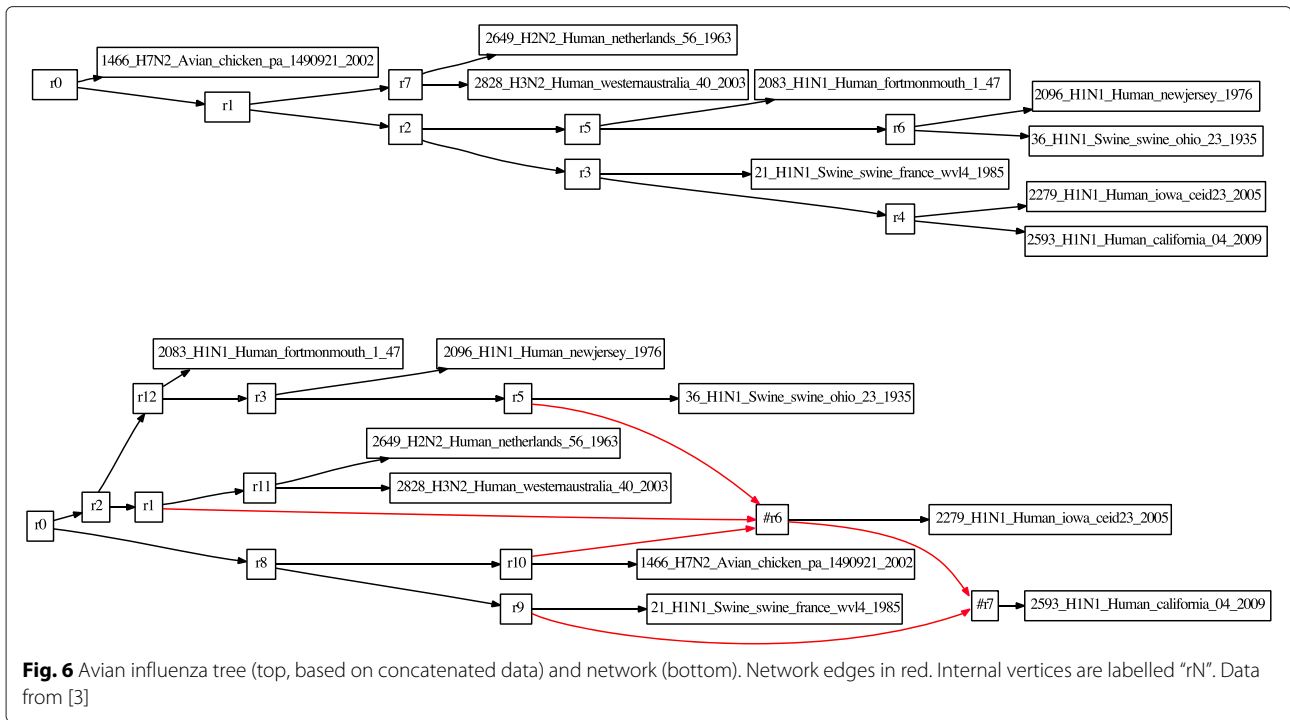 2649_H2N2_Human_netherlands_56_1963
1466_H7N2_Avian_chicken_pa_1490921_2002
r0
r7
2828_H3N2_Human_westernaustralia_40_2003
2083_H1N1_Human_fortmonmouth_1_47
2096_H1N1_Human_newjersey_1976
r1
r2
r5
r6
36_H1N1_Swine_swine_ohio_23_1935
r3
21_H1N1_Swine_swine_france_wvl4_1985
2279_H1N1_Human_iowa_ceid23_2005
r4
2593_H1N1_Human_california_04_2009
2083_H1N1_Human_fortmonmouth_1_47
2096_H1N1_Human_newjersey_1976
r12
r3
r5
36_H1N1_Swine_swine_ohio_23_1935
2649_H2N2_Human_netherlands_56_1963
r11
2828_H3N2_Human_westernaustralia_40_2003
r2
r1
r0
#r6
2279_H1N1_Human_iowa_ceid23_2005
r8
r10
1466_H7N2_Avian_chicken_pa_1490921_2002
r9
21_H1N1_Swine_swine_france_wvl4_1985
#r7
2593_H1N1_Human_california_04_2009
Fig. 6 Avian influenza tree (top, based on concatenated data) and network (bottom). Network edges in red. Internal vertices are labelled “rN”. Data
from [3]